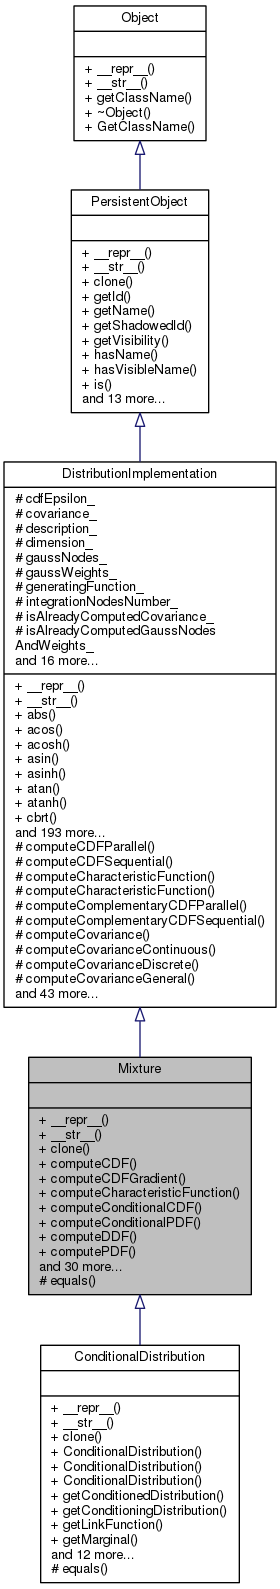 Object
+ __repr__()
+ __str__()
+ getClassName()
+ ~Object()
+ GetClassName()
PersistentObject
+ __repr__()
+ __str__()
+ clone()
+ getId()
+ getName()
+ getShadowedId()
+ getVisibility()
+ hasName()
+ hasVisibleName()
+ is()
and 13 more...
DistributionImplementation
# cdfEpsilon_
# covariance_
# description_
# dimension_
# gaussNodes_
# gaussWeights_
# generatingFunction_
# integrationNodesNumber_
# isAlreadyComputedCovariance_
# isAlreadyComputedGaussNodes
AndWeights_
and 16 more...
+ __repr__()
+ __str__()
+ abs()
+ acos()
+ acosh()
+ asin()
+ asinh()
+ atan()
+ atanh()
+ cbrt()
and 193 more...
# computeCDFParallel()
# computeCDFSequential()
# computeCharacteristicFunction()
# computeCharacteristicFunction()
# computeComplementaryCDFParallel()
# computeComplementaryCDFSequential()
# computeCovariance()
# computeCovarianceContinuous()
# computeCovarianceDiscrete()
# computeCovarianceGeneral()
and 43 more...
Mixture
+ __repr__()
+ __str__()
+ clone()
+ computeCDF()
+ computeCDFGradient()
+ computeCharacteristicFunction()
+ computeConditionalCDF()
+ computeConditionalPDF()
+ computeDDF()
+ computePDF()
and 30 more...
# equals()
ConditionalDistribution
+ __repr__()
+ __str__()
+ clone()
+ ConditionalDistribution()
+ ConditionalDistribution()
+ ConditionalDistribution()
+ getConditionedDistribution()
+ getConditioningDistribution()
+ getLinkFunction()
+ getMarginal()
and 12 more...
# equals()